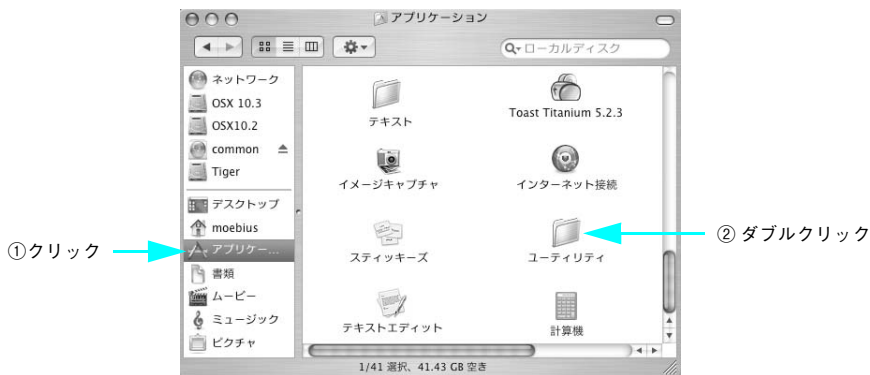 アプリケーション
ローカルディスク
ネットワーク
OSX 10.3
OSX10.2
common
Tiger
デスクトップ
moebius
アプリケー...
書類
ムービー
ミュージック
ピクチャ
テキスト
Toast Titanium 5.2.3
イメージキャプチャ
インターネット接続
スティッキーズ
ユーティリティ
テキストエディット
計算機
1/41 選択、41.43 GB 空き
①クリック
② ダブルクリック